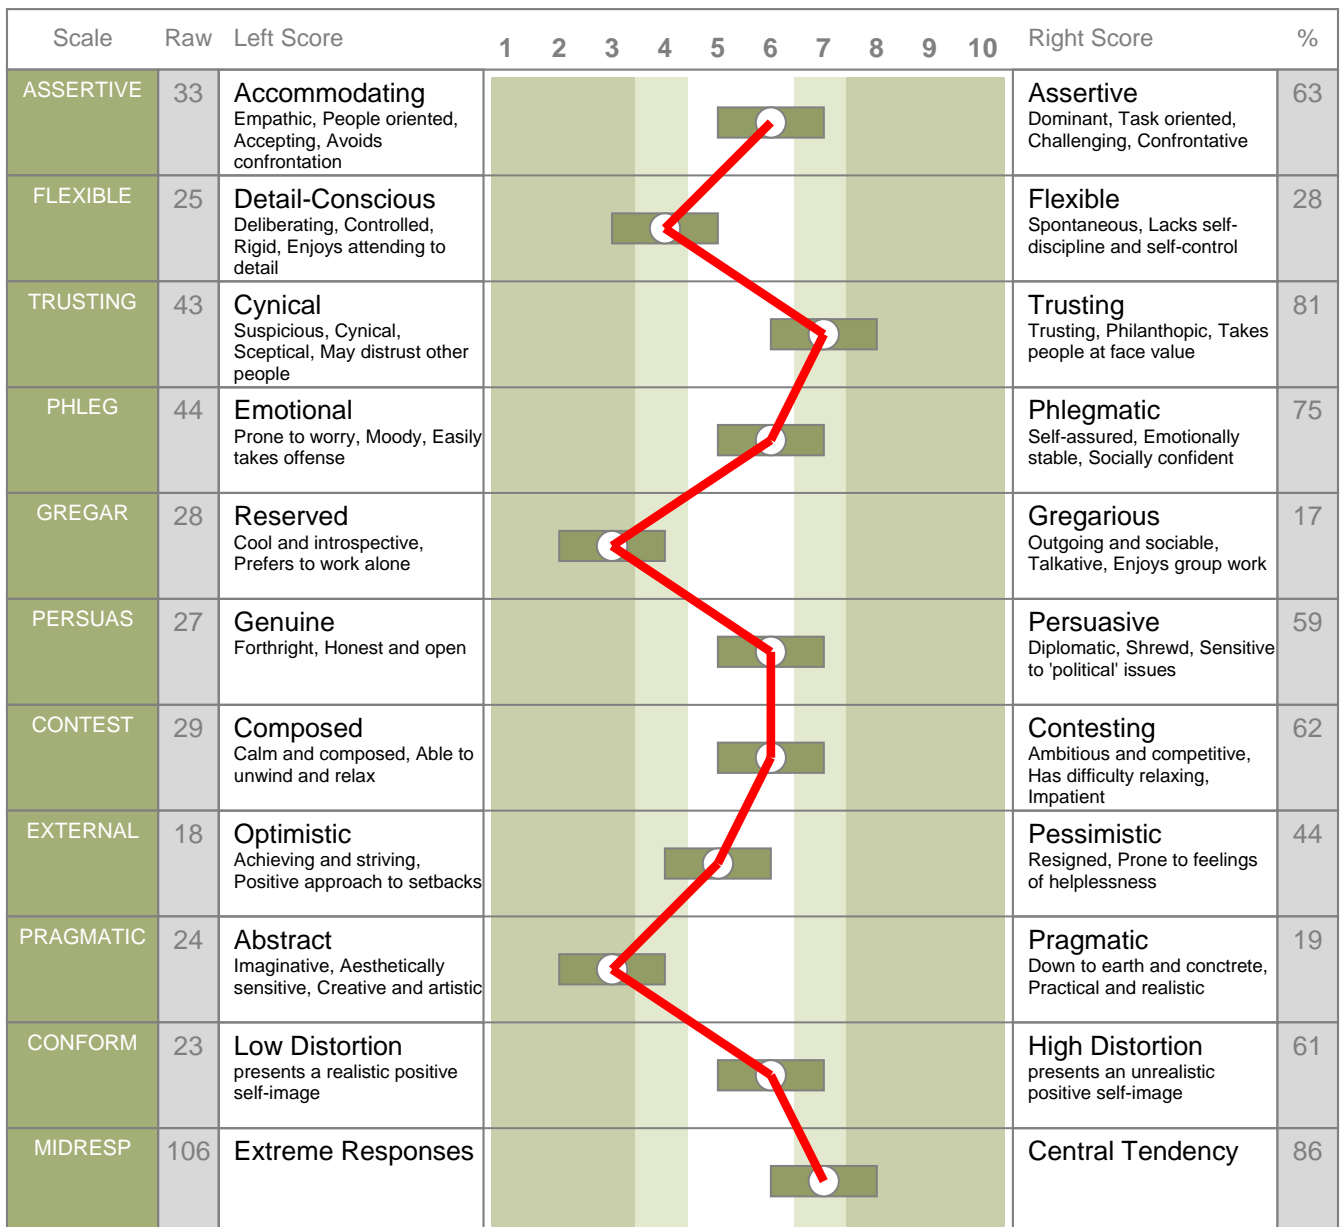 Scale Raw Left Score 1 2 3 4 5 6 7 8 9 10 Right Score %
ASSERTIVE 33 Accommodating Assertive 63
Empathic, People oriented, Dominant, Task oriented,
Accepting, Avoids Challenging, Confrontative
confrontation
FLEXIBLE 25 Detail-Conscious Flexible 28
Deliberating, Controlled, Spontaneous, Lacks self-
Rigid, Enjoys attending to discipline and self-control
detail
TRUSTING 43 Cynical Trusting 81
Suspicious, Cynical, Trusting, Philanthopic, Takes
Sceptical, May distrust other people at face value
people
PHLEG 44 Emotional Phlegmatic 75
Prone to worry, Moody, Easily Self-assured, Emotionally
takes offense stable, Socially confident
GREGAR 28 Reserved Gregarious 17
Cool and introspective, Outgoing and sociable,
Prefers to work alone Talkative, Enjoys group work
PERSUAS 27 Genuine Persuasive 59
Forthright, Honest and open Diplomatic, Shrewd, Sensitive
to 'political' issues
CONTEST 29 Composed Contesting 62
Calm and composed, Able to Ambitious and competitive,
unwind and relax Has difficulty relaxing,
Impatient
EXTERNAL 18 Optimistic Pessimistic 44
Achieving and striving, Resigned, Prone to feelings
Positive approach to setbacks of helplessness
PRAGMATIC 24 Abstract Pragmatic 19
Imaginative, Aesthetically Down to earth and conctrete,
sensitive, Creative and artistic Practical and realistic
CONFORM 23 Low Distortion High Distortion 61
presents a realistic positive presents an unrealistic
self-image positive self-image
MIDRESP 106 Extreme Responses Central Tendency 86